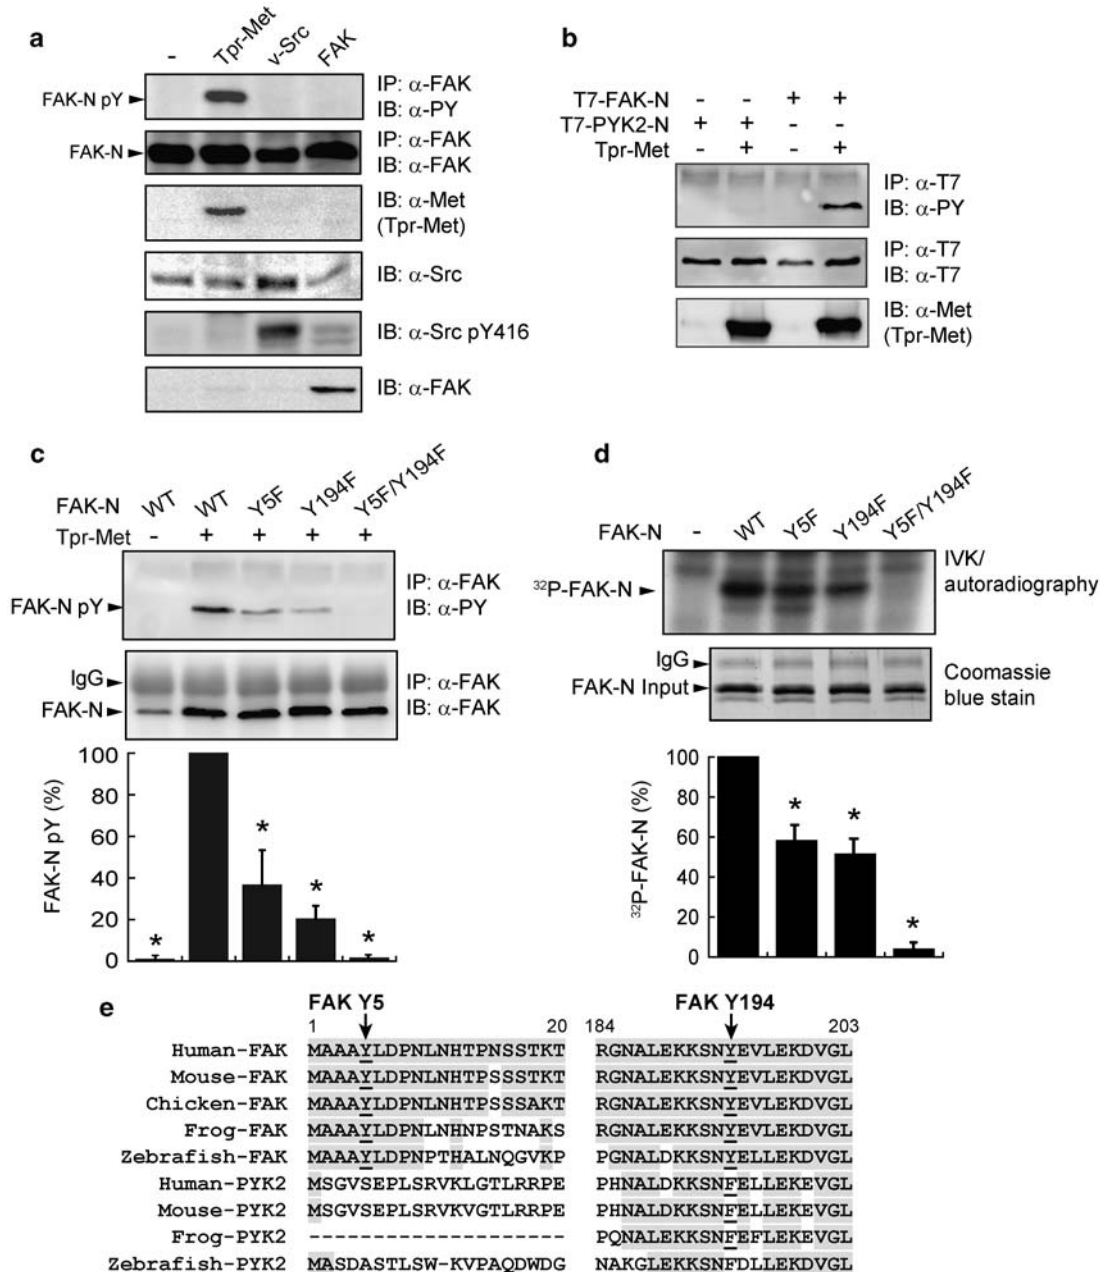 a
- Tpr-Met v-Src FAK
FAK-N pY IP: α-FAK
IB: α-PY
FAK-N IP: α-FAK
IB: α-FAK
IB: α-Met
(Tpr-Met)
IB: α-Src
IB: α-Src pY416
IB: α-FAK
b
T7-FAK-N - - + +
T7-PYK2-N + + - -
Tpr-Met - + - +
IP: α-T7
IB: α-PY
IP: α-T7
IB: α-T7
IB: α-Met
(Tpr-Met)
c
FAK-N WT WT Y5F Y194F Y5F/Y194F
Tpr-Met - + + + +
FAK-N pY IP: α-FAK
IB: α-PY
IgG IP: α-FAK
FAK-N IB: α-FAK
FAK-N pY (%)
100
80
60
40
20
0
* * * *
d
FAK-N - WT Y5F Y194F Y5F/Y194F
³²P-FAK-N IVK/
autoradiography
IgG Coomassie
FAK-N Input blue stain
³²P-FAK-N (%)
100
80
60
40
20
0
* * *
e
FAK Y5 FAK Y194
1 20 184 203
Human-FAK MAAAYLDPNLNHTPNSSTKT RGNALEKKSNYEVLEKDVGL
Mouse-FAK MAAAYLDPNLNHTPSSSTKT RGNALEKKSNYEVLEKDVGL
Chicken-FAK MAAAYLDPNLNHTPSSSAKT RGNALEKKSNYEVLEKDVGL
Frog-FAK MAAAYLDPNLNHNPSTNAKS RGNALEKKSNYEVLEKDVGL
Zebrafish-FAK MAAAYLDPNPTHALNQGVKP PGNALDKKSNYELLEKDVGL
Human-PYK2 MSGVSEPLSRVKLGTLRRPE PHNALDKKSNFELLEKEVGL
Mouse-PYK2 MSGVSEPLSRVKVGTLRRPE PHNALDKKSNFELLEKEVGL
Frog-PYK2 -------------------- PQNALEKKSNFEFLEKEVGL
Zebrafish-PYK2 MASDASTLSW-KVPAQDWDG NAKGLEKKSNFDLLEKDVGL